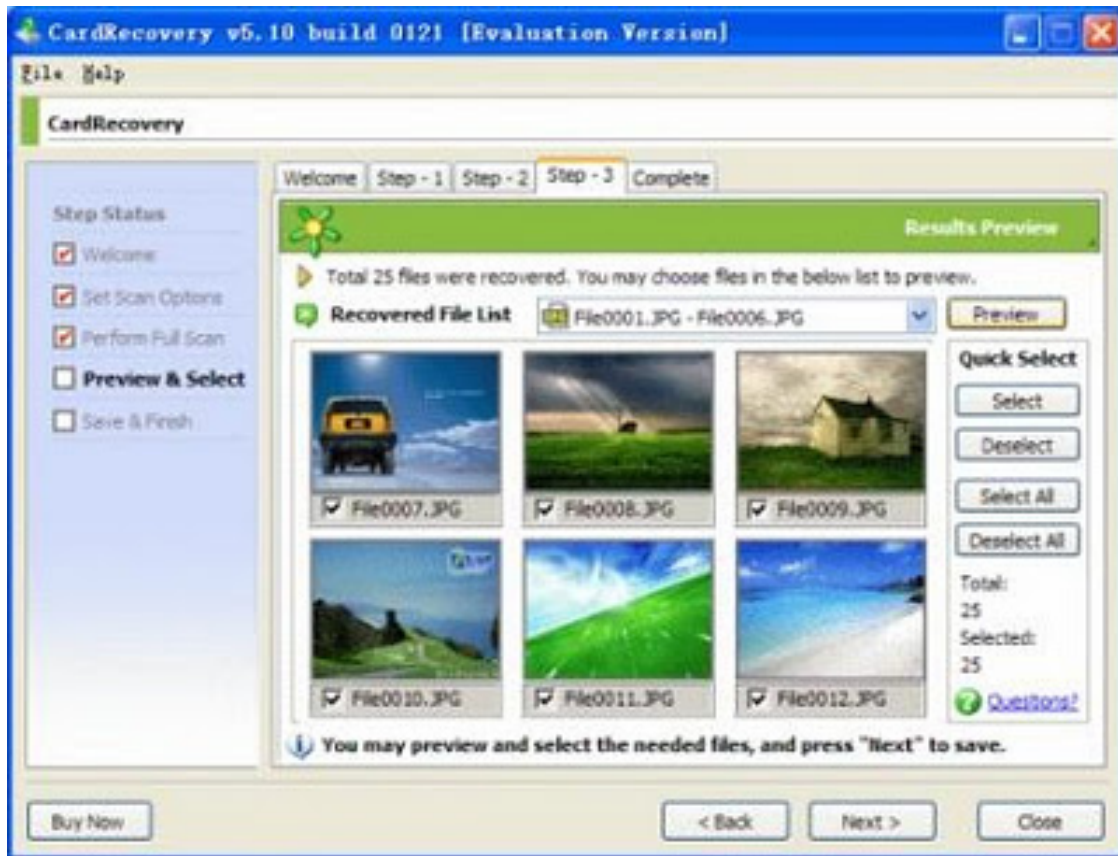 CardRecovery v5.10 build 0121 [Evaluation Version]
File Help
CardRecovery
Step Status
Welcome
Set Scan Options
Perform Full Scan
Preview & Select
Save & Finish
Welcome Step - 1 Step - 2 Step - 3 Complete
Results Preview
Total 25 files were recovered. You may choose files in the below list to preview.
Recovered File List File0001.JPG - File0006.JPG Preview
File0007.JPG File0008.JPG File0009.JPG
File0010.JPG File0011.JPG File0012.JPG
Quick Select
Select
Deselect
Select All
Deselect All
Total:
25
Selected:
25
Questions?
You may preview and select the needed files, and press "Next" to save.
Buy Now < Back Next > Close